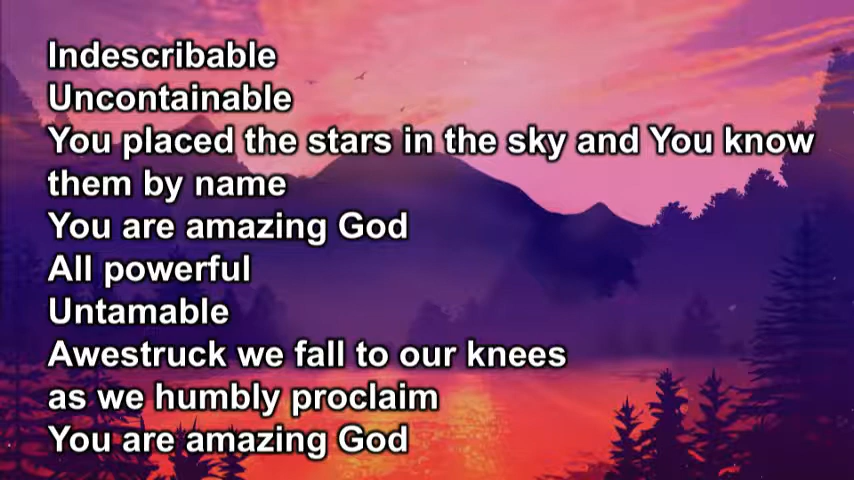 Indescribable
Uncontainable
You placed the stars in the sky and You know
them by name
You are amazing God
All powerful
Untamable
Awestruck we fall to our knees
as we humbly proclaim
You are amazing God